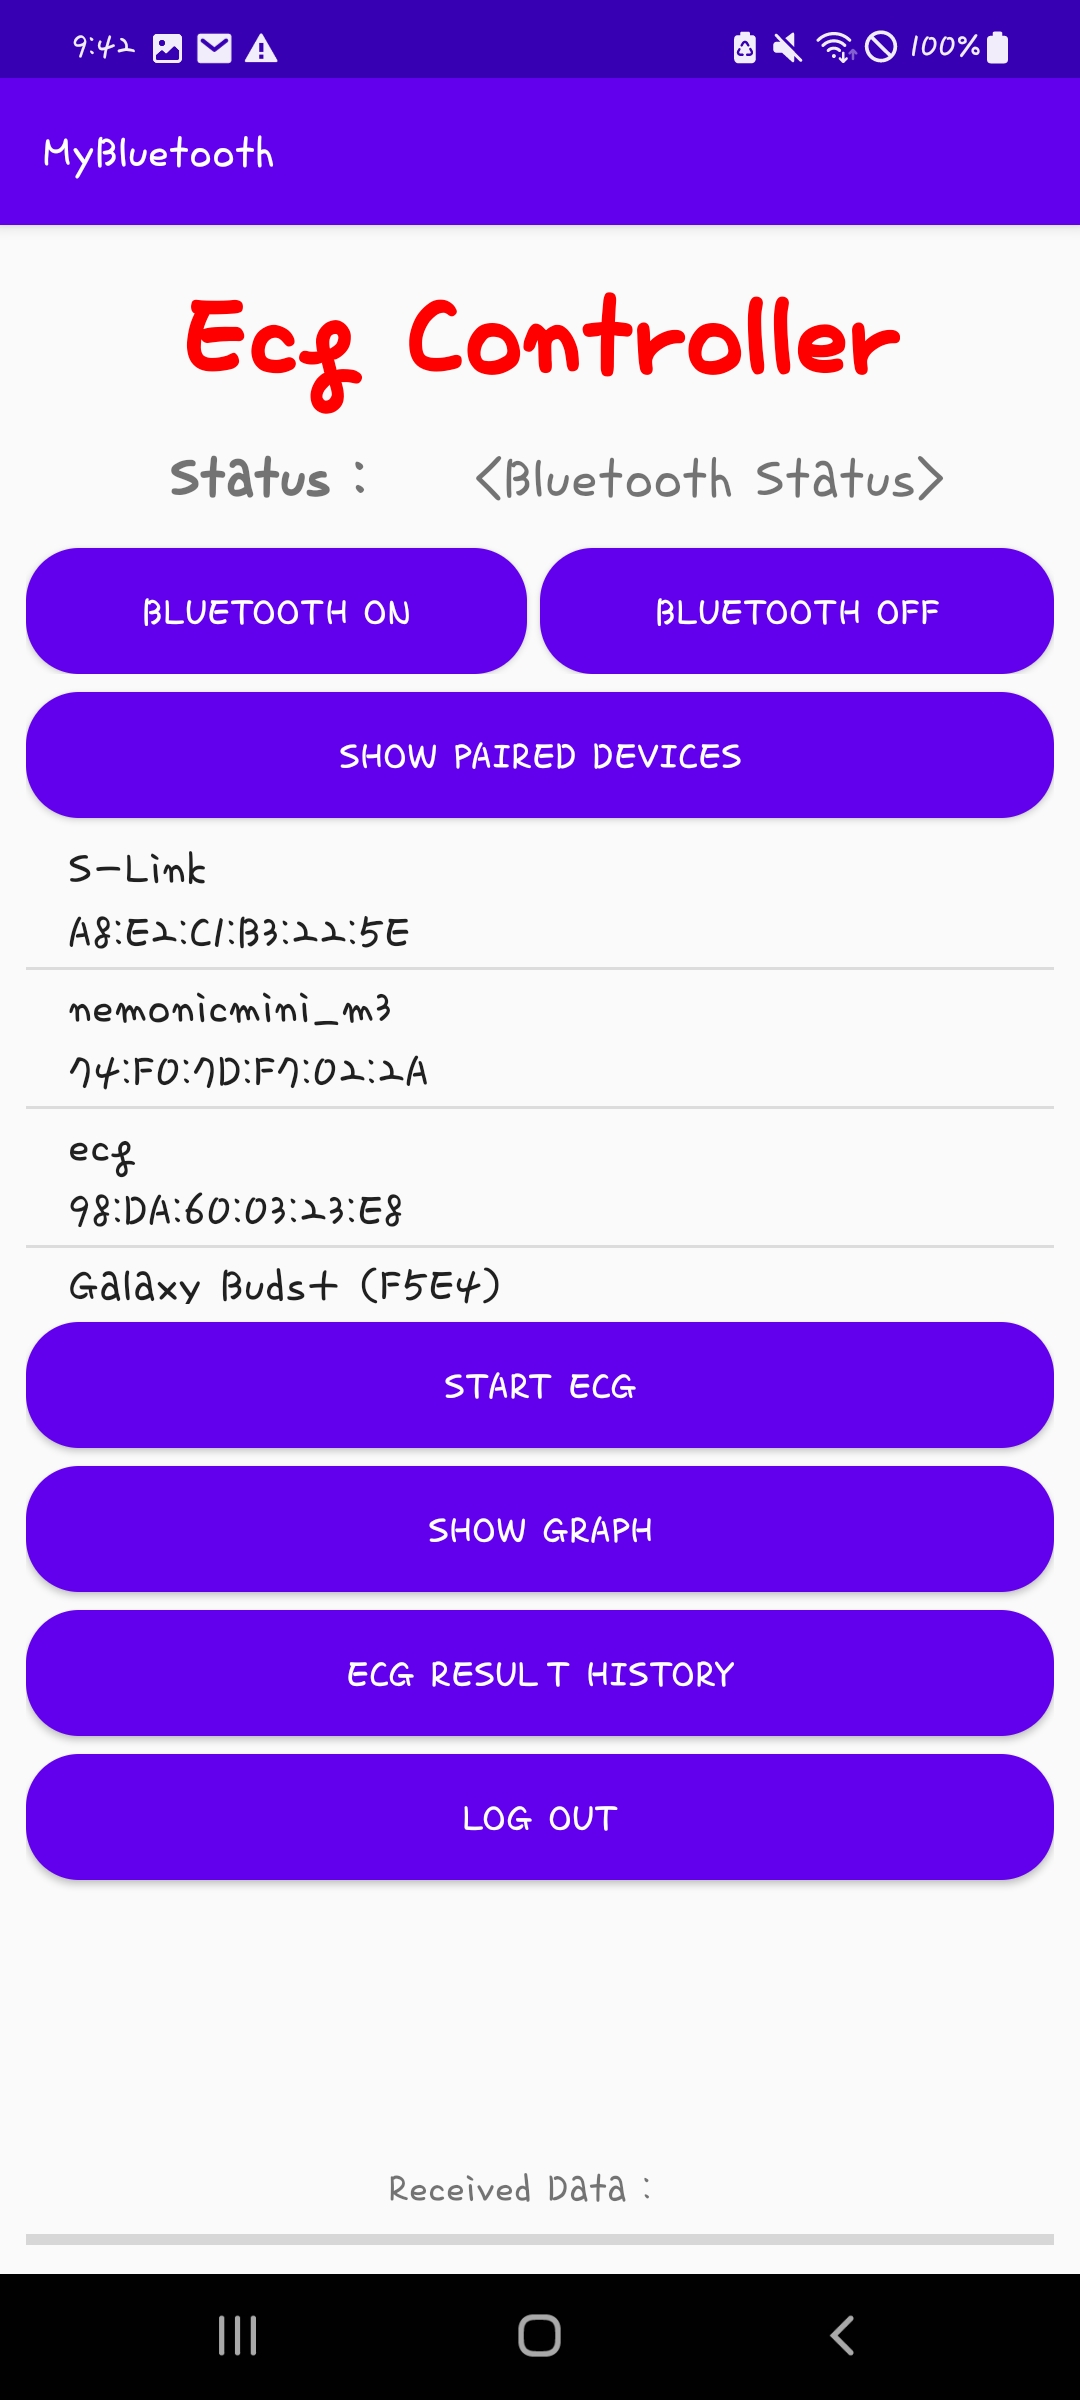 9:42 100%
MyBluetooth
Ecg Controller
Status : <Bluetooth Status>
BLUETOOTH ON BLUETOOTH OFF
SHOW PAIRED DEVICES
S-Link
A8:E2:C1:B3:22:5E
nemonicmini_m3
74:F0:7D:F7:02:2A
ecg
98:DA:60:03:23:E8
Galaxy Buds+ (F5E4)
START ECG
SHOW GRAPH
ECG RESULT HISTORY
LOG OUT
Received Data :